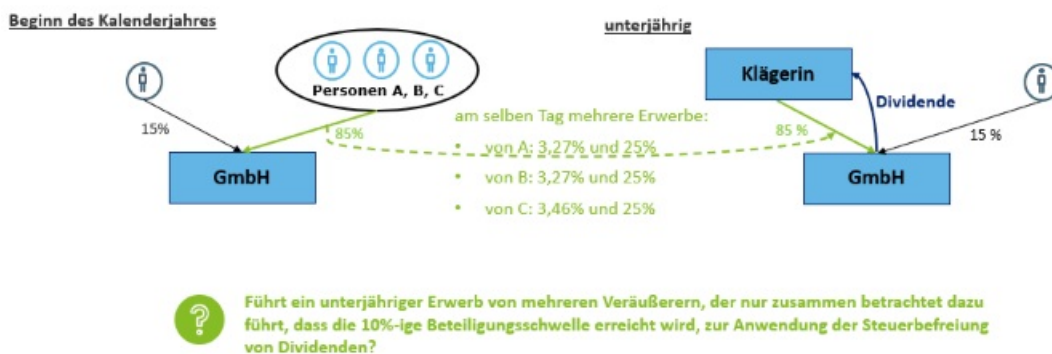 Beginn des Kalenderjahres
unterjährig
Personen A, B, C
Klägerin
Dividende
15%
85%
am selben Tag mehrere Erwerbe:
85 %
15 %
GmbH
• von A: 3,27% und 25%
GmbH
• von B: 3,27% und 25%
• von C: 3,46% und 25%
?
Führt ein unterjähriger Erwerb von mehreren Veräußerern, der nur zusammen betrachtet dazu
führt, dass die 10%-ige Beteiligungsschwelle erreicht wird, zur Anwendung der Steuerbefreiung
von Dividenden?